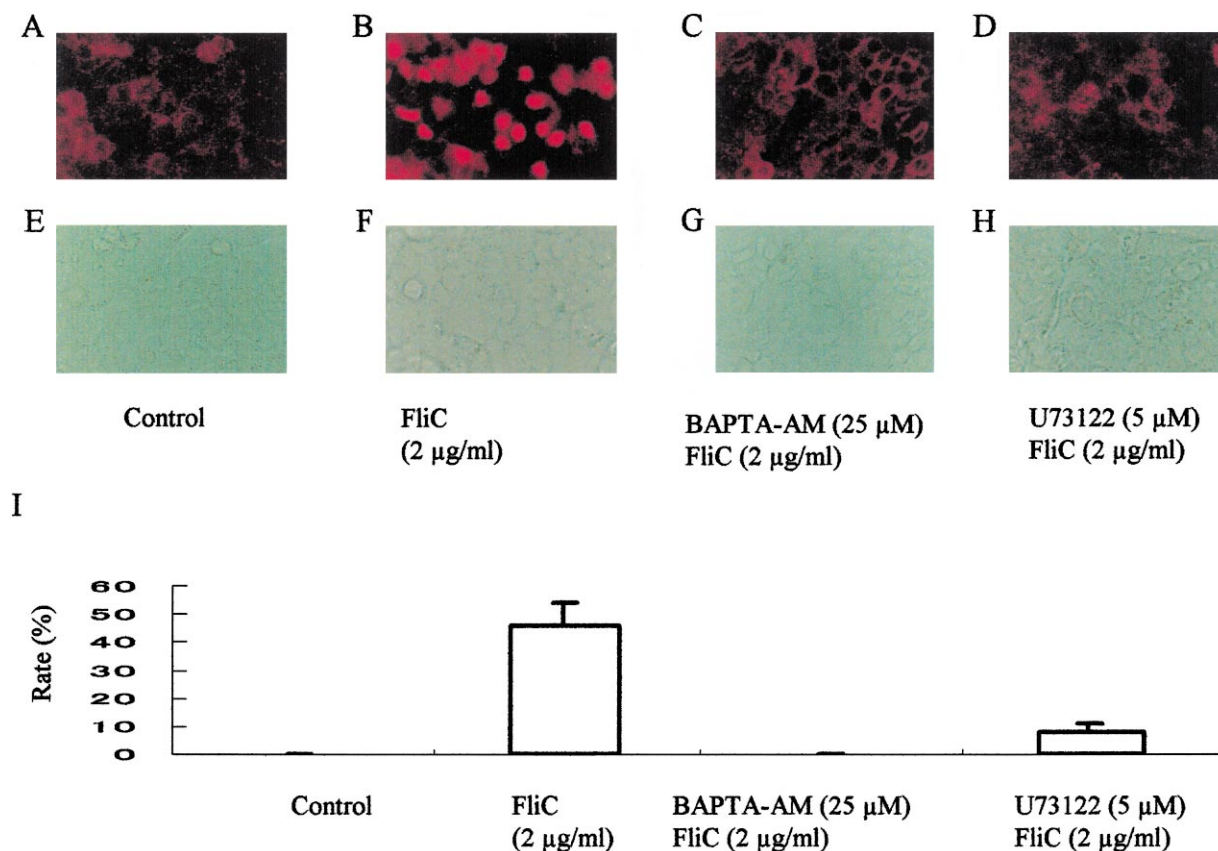 A B C D
E F G H
Control FliC BAPTA-AM (25 µM) U73122 (5 µM)
(2 µg/ml) FliC (2 µg/ml) FliC (2 µg/ml)
I
Rate (%)
60
50
40
30
20
10
0
Control FliC BAPTA-AM (25 µM) U73122 (5 µM)
(2 µg/ml) FliC (2 µg/ml) FliC (2 µg/ml)